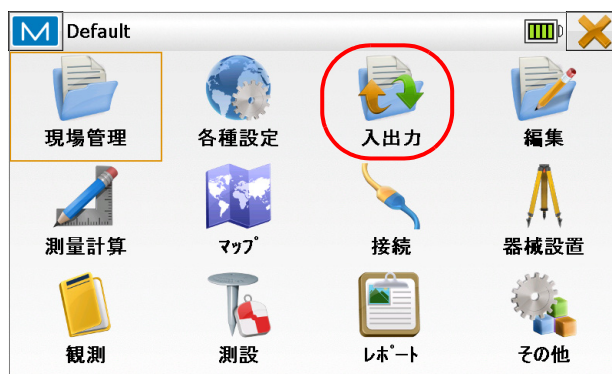 M Default
現場管理 各種設定 入出力 編集
測量計算 マップ 接続 器械設置
観測 測設 レポート その他